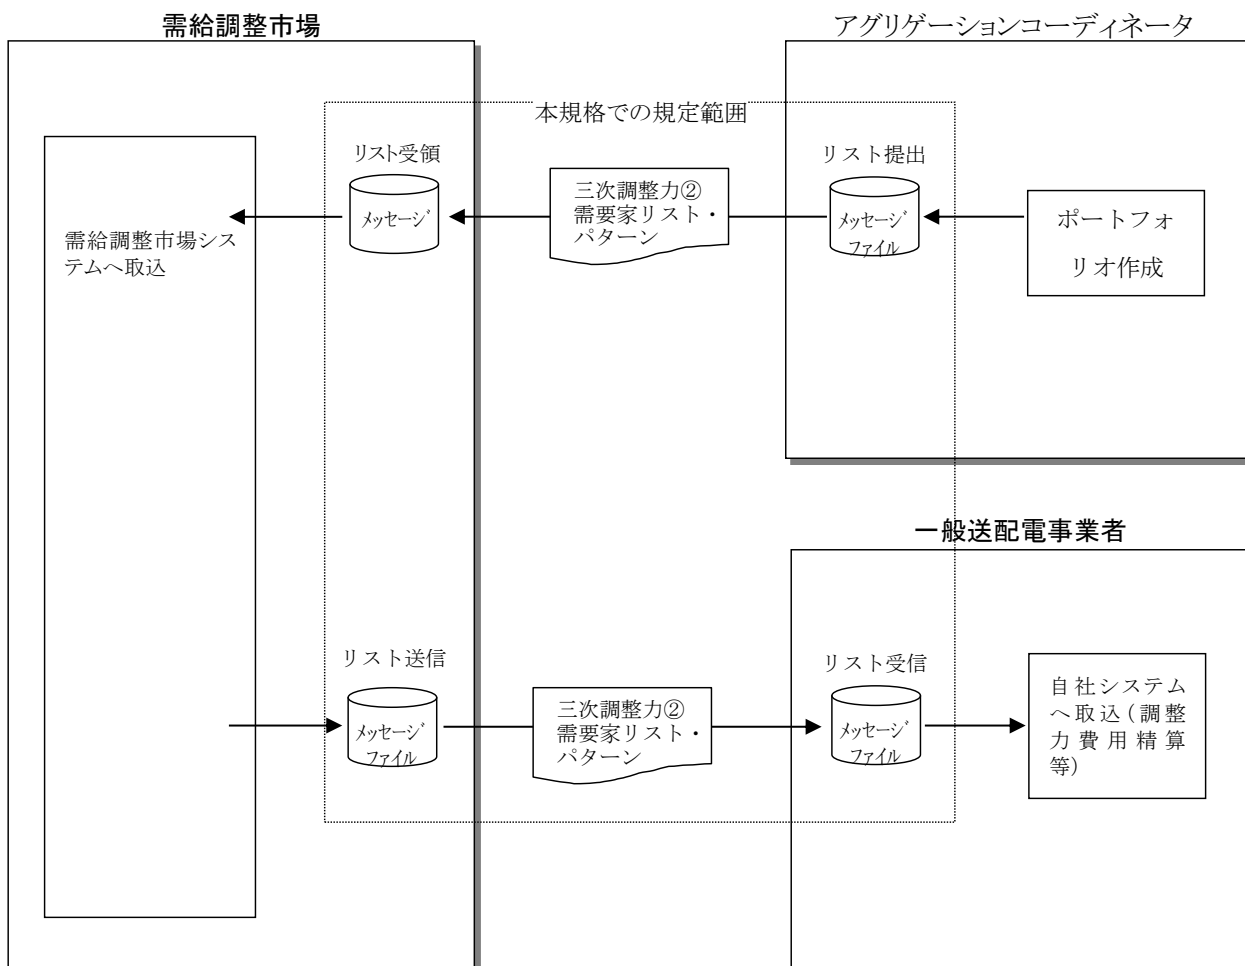 需給調整市場
アグリゲーションコーディネータ
本規格での規定範囲
リスト受領
メッセージ
三次調整力②
需要家リスト・
パターン
リスト提出
メッセージ
ファイル
ポートフォ
リオ作成
需給調整市場シス
テムへ取込
一般送配電事業者
リスト送信
メッセージ
ファイル
三次調整力②
需要家リスト・
パターン
リスト受信
メッセージ
ファイル
自社システム
へ取込(調整
力費用精算
等)